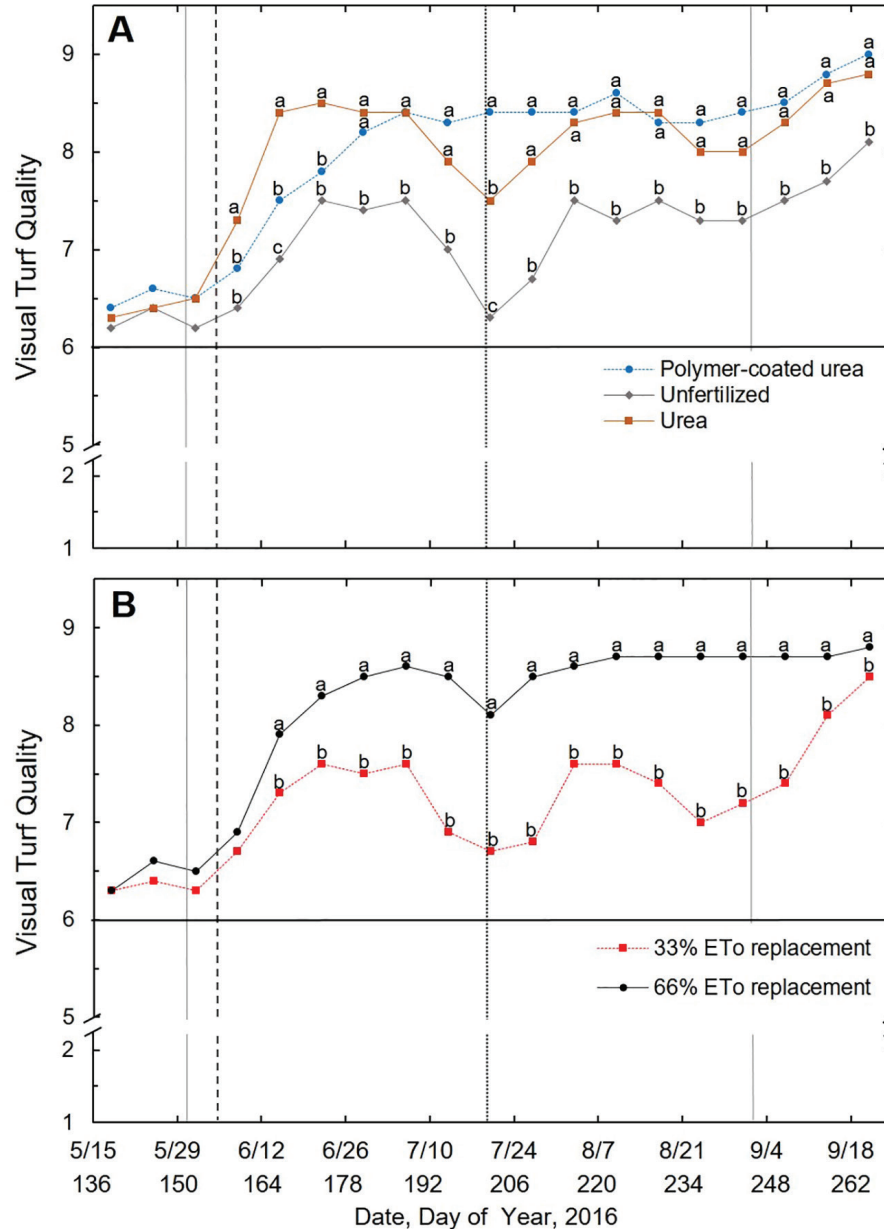 A
9
8
7
6
5
2
1
Visual Turf Quality
a a a a a a b a a a a a a a a a
b b b a a a a a a a a a a a a
b c b b b b c b b b b b b b b b
Polymer-coated urea
Unfertilized
Urea
B
9
8
7
6
5
2
1
Visual Turf Quality
a a a a a a a a a a a a a a a
b b b b b b b b b b b b b b b
33% ETo replacement
66% ETo replacement
5/15 5/29 6/12 6/26 7/10 7/24 8/7 8/21 9/4 9/18
136 150 164 178 192 206 220 234 248 262
Date, Day of Year, 2016